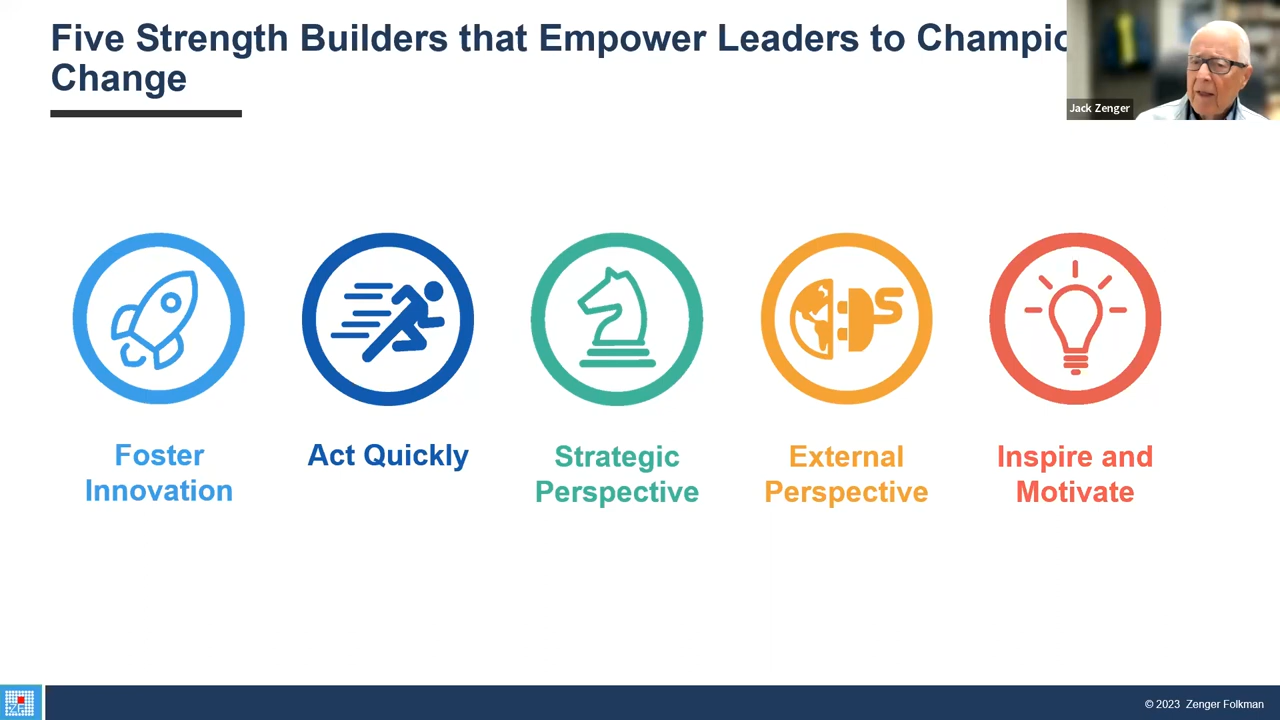 Five Strength Builders that Empower Leaders to Champio
Change
Jack Zenger
Foster
Innovation
Act Quickly
Strategic
Perspective
External
Perspective
Inspire and
Motivate
ZF
© 2023 Zenger Folkman